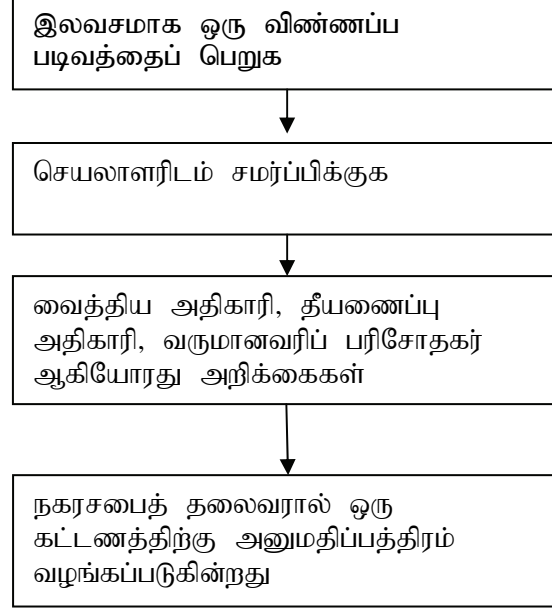 இலவசமாக ஒரு விண்ணப்ப
படிவத்தைப் பெறுக
செயலாளரிடம் சமர்ப்பிக்குக
வைத்திய அதிகாரி, தீயணைப்பு
அதிகாரி, வருமானவரிப் பரிசோதகர்
ஆகியோரது அறிக்கைகள்
நகரசபைத் தலைவரால் ஒரு
கட்டணத்திற்கு அனுமதிப்பத்திரம்
வழங்கப்படுகின்றது